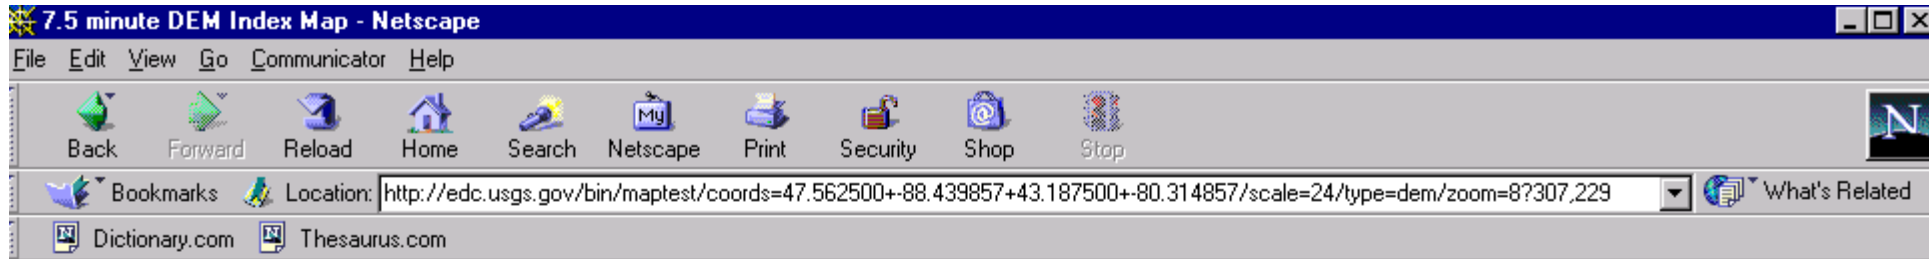 7.5 minute DEM Index Map - Netscape
File Edit View Go Communicator Help
My N
Back Forward Reload Home Search Netscape Print Security Shop Stop
Bookmarks Location: http://edc.usgs.gov/bin/maptest/coords=47.562500+-88.439857+43.187500+-80.314857/scale=24/type=dem/zoom=8?307,229 What's Related
Dictionary.com Thesaurus.com